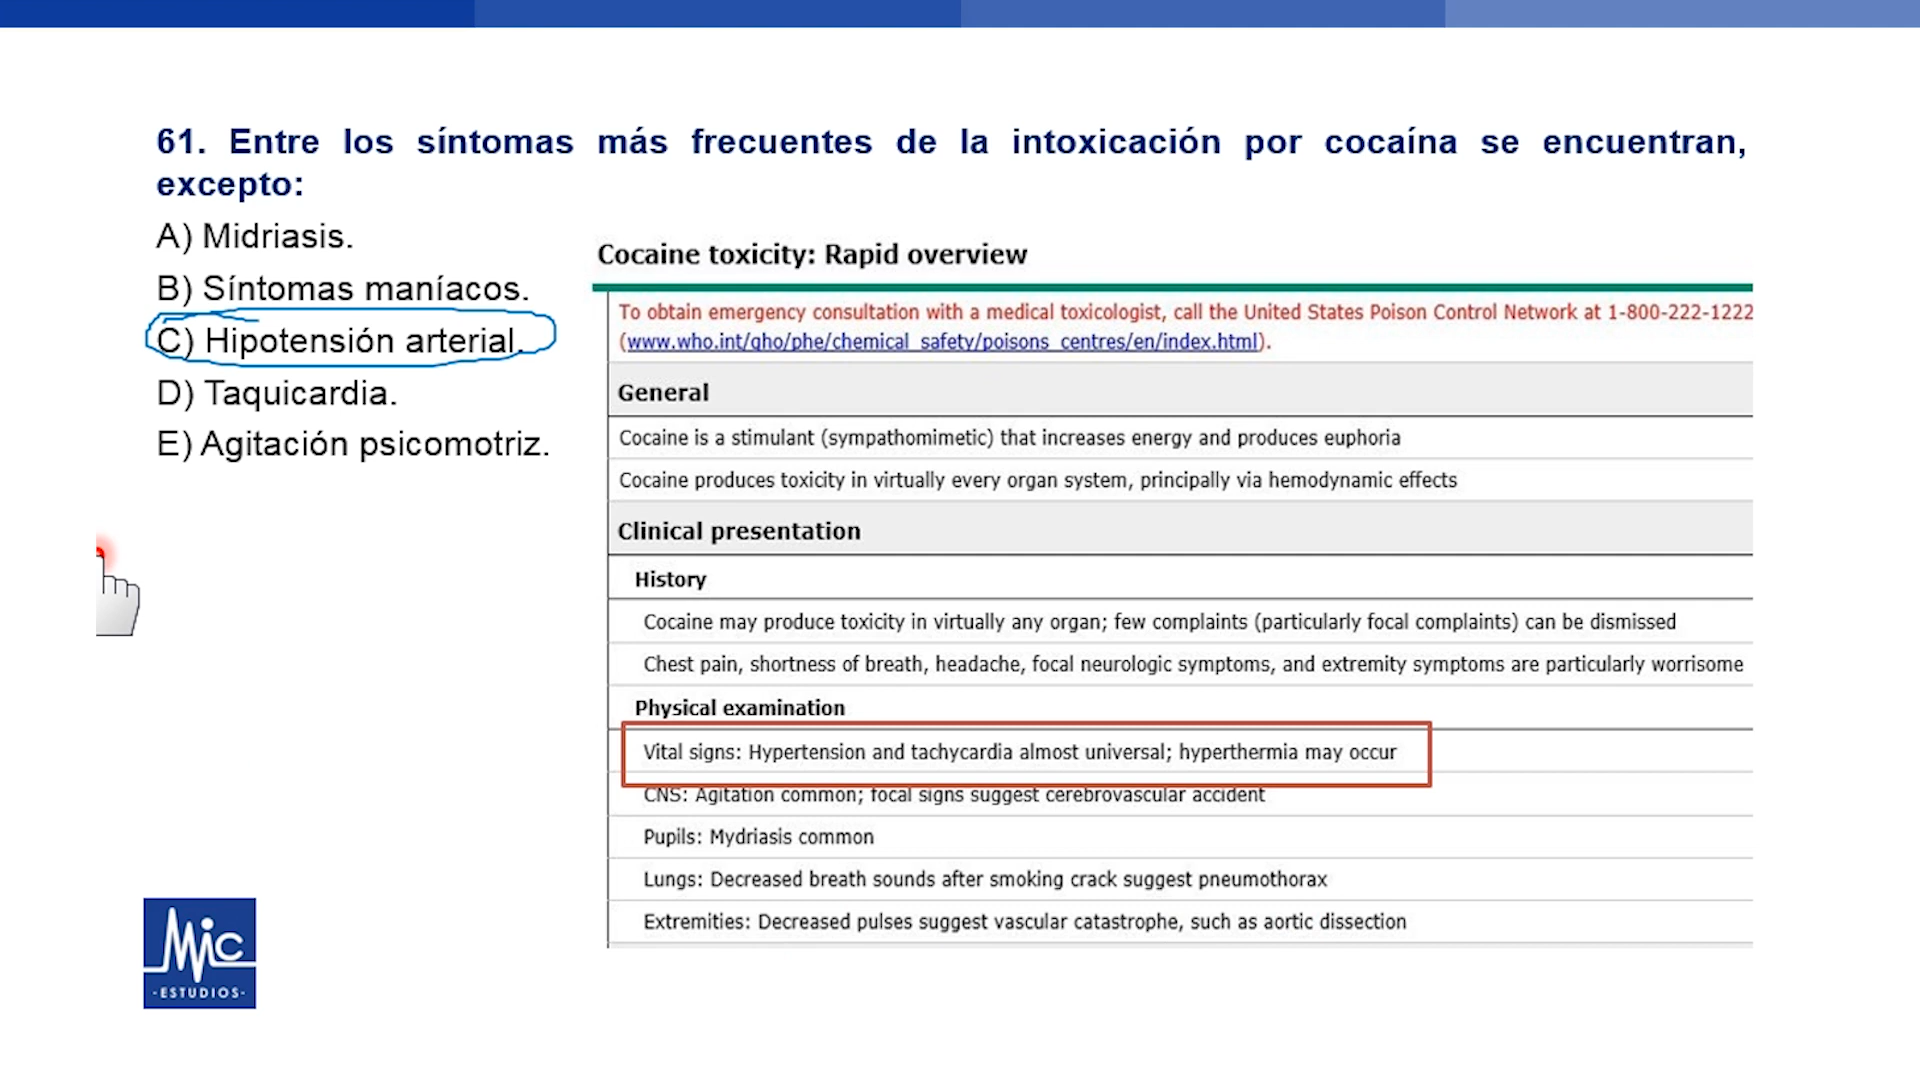 61. Entre los síntomas más frecuentes de la intoxicación por cocaína se encuentran,
excepto:
A) Midriasis.
B) Síntomas maníacos.
C) Hipotensión arterial.
D) Taquicardia.
E) Agitación psicomotriz.
Cocaine toxicity: Rapid overview
To obtain emergency consultation with a medical toxicologist, call the United States Poison Control Network at 1-800-222-1222
(www.who.int/gho/phe/chemical_safety/poisons_centres/en/index.html).
General
Cocaine is a stimulant (sympathomimetic) that increases energy and produces euphoria
Cocaine produces toxicity in virtually every organ system, principally via hemodynamic effects
Clinical presentation
History
Cocaine may produce toxicity in virtually any organ; few complaints (particularly focal complaints) can be dismissed
Chest pain, shortness of breath, headache, focal neurologic symptoms, and extremity symptoms are particularly worrisome
Physical examination
Vital signs: Hypertension and tachycardia almost universal; hyperthermia may occur
CNS: Agitation common; focal signs suggest cerebrovascular accident
Pupils: Mydriasis common
Lungs: Decreased breath sounds after smoking crack suggest pneumothorax
Extremities: Decreased pulses suggest vascular catastrophe, such as aortic dissection
Mic
·ESTUDIOS·